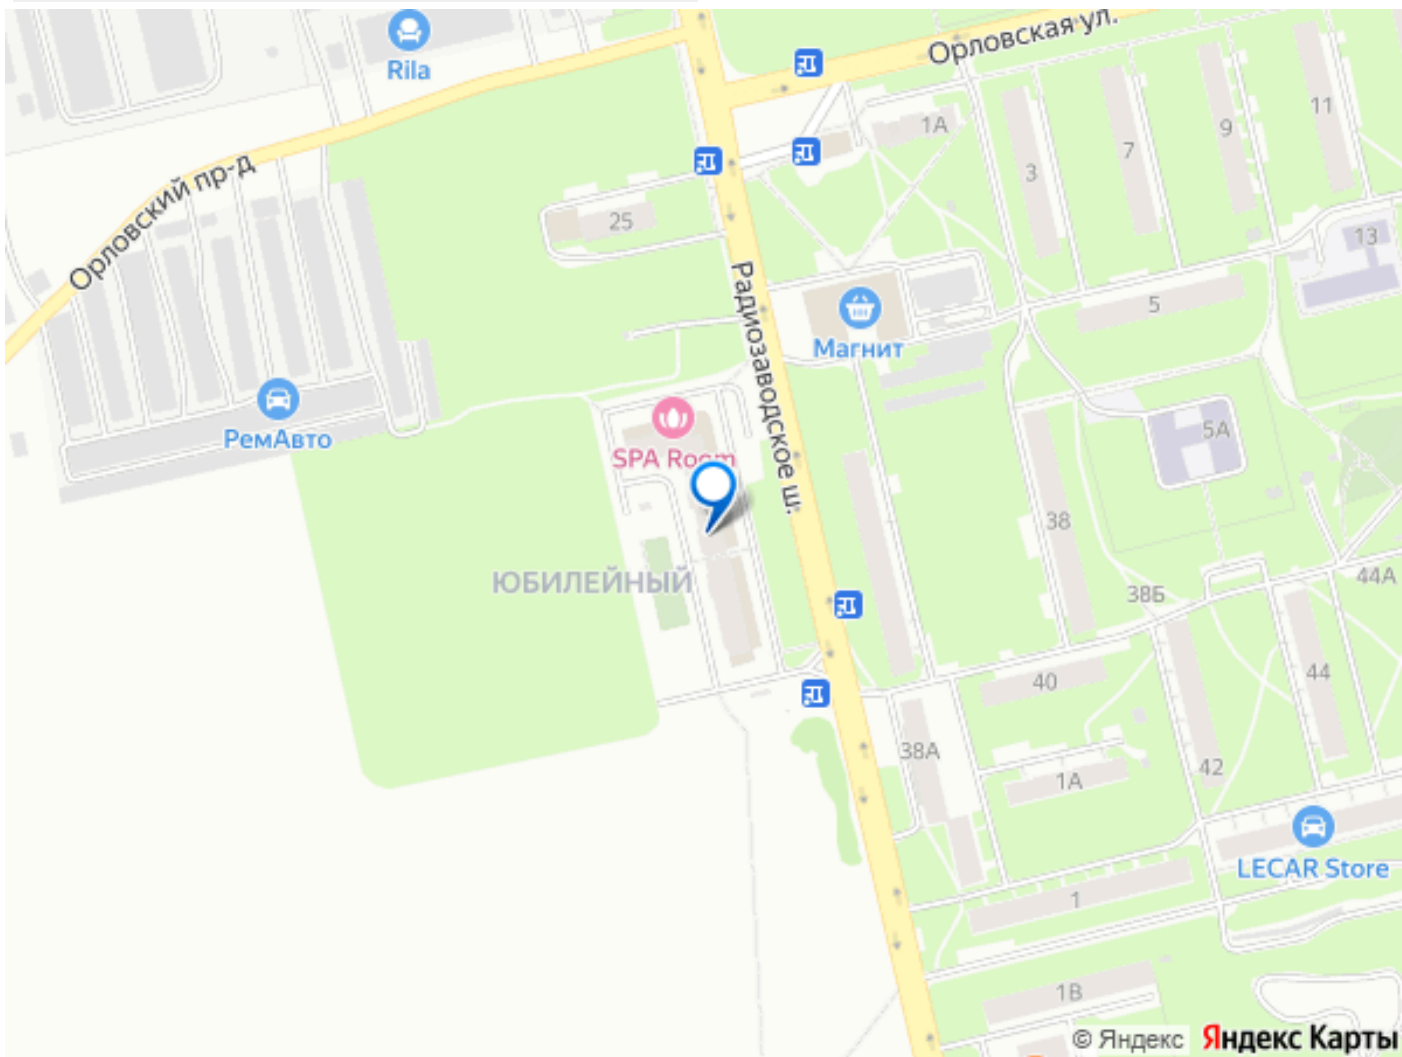 Rila
Орловская ул.
11
9
1А
7
3
Орловский пр-д
25
13
Радиозаводское ш.
5
Магнит
5А
РемАвто
SPA Room
38
ЮБИЛЕЙНЫЙ
44А
38Б
44
40
38А
42
1А
LECAR Store
1
1В
© Яндекс Яндекс Карты